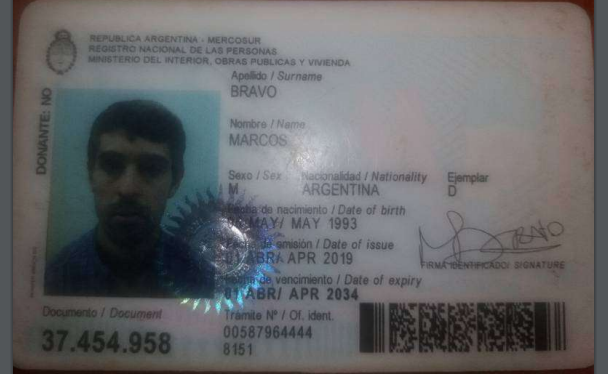 REPUBLICA ARGENTINA - MERCOSUR
REGISTRO NACIONAL DE LAS PERSONAS
MINISTERIO DEL INTERIOR, OBRAS PUBLICAS Y VIVIENDA
Apellido / Surname
BRAVO
Nombre / Name
MARCOS
Sexo / Sex Nacionalidad / Nationality Ejemplar
M ARGENTINA D
Fecha de nacimiento / Date of birth
MAY/ MAY 1993
Fecha de emisión / Date of issue
01 ABR/ APR 2019
Fecha de vencimiento / Date of expiry
01 ABR/ APR 2034
FIRMA IDENTIFICADO/ SIGNATURE
Documento / Document
37.454.958
Tramite Nº / Of. ident.
00587964444
8151
DONANTE: NO